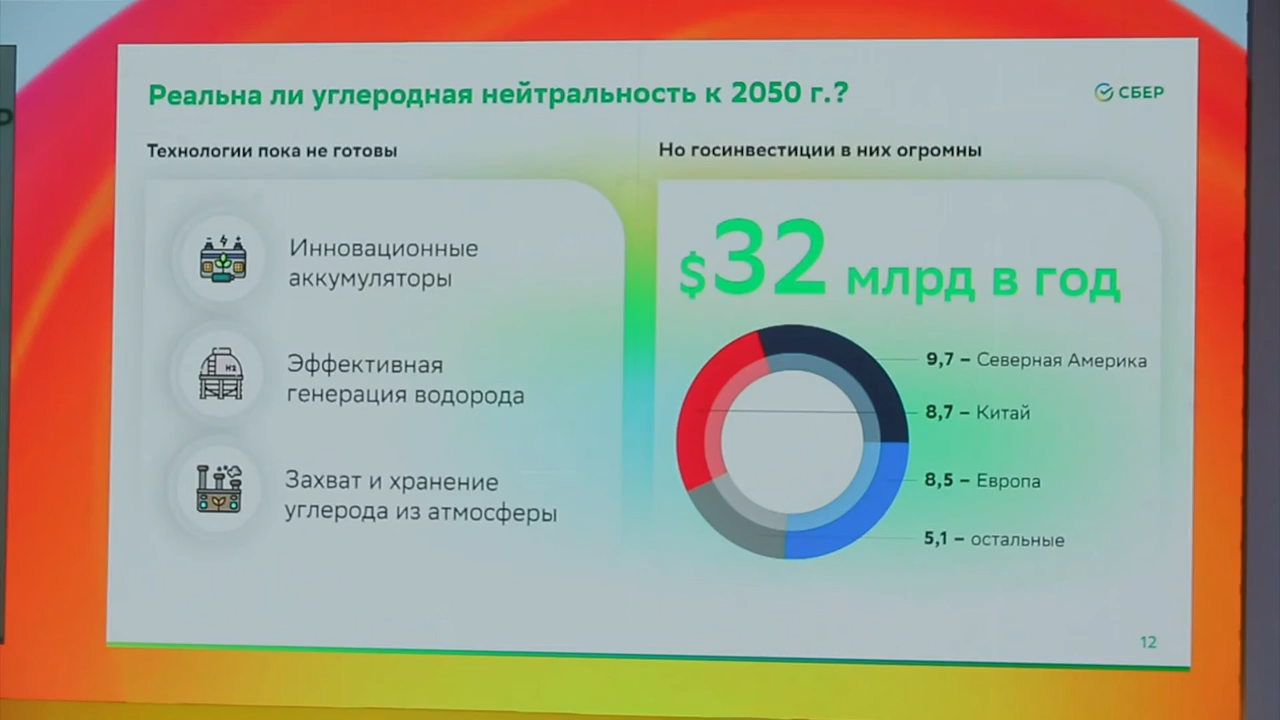 Реальна ли углеродная нейтральность к 2050 г.?
СБЕР
Технологии пока не готовы
Инновационные
аккумуляторы
H2
Эффективная
генерация водорода
Захват и хранение
углерода из атмосферы
Но госинвестиции в них огромны
$32 млрд в год
9,7 – Северная Америка
8,7 – Китай
8,5 – Европа
5,1 – остальные
12